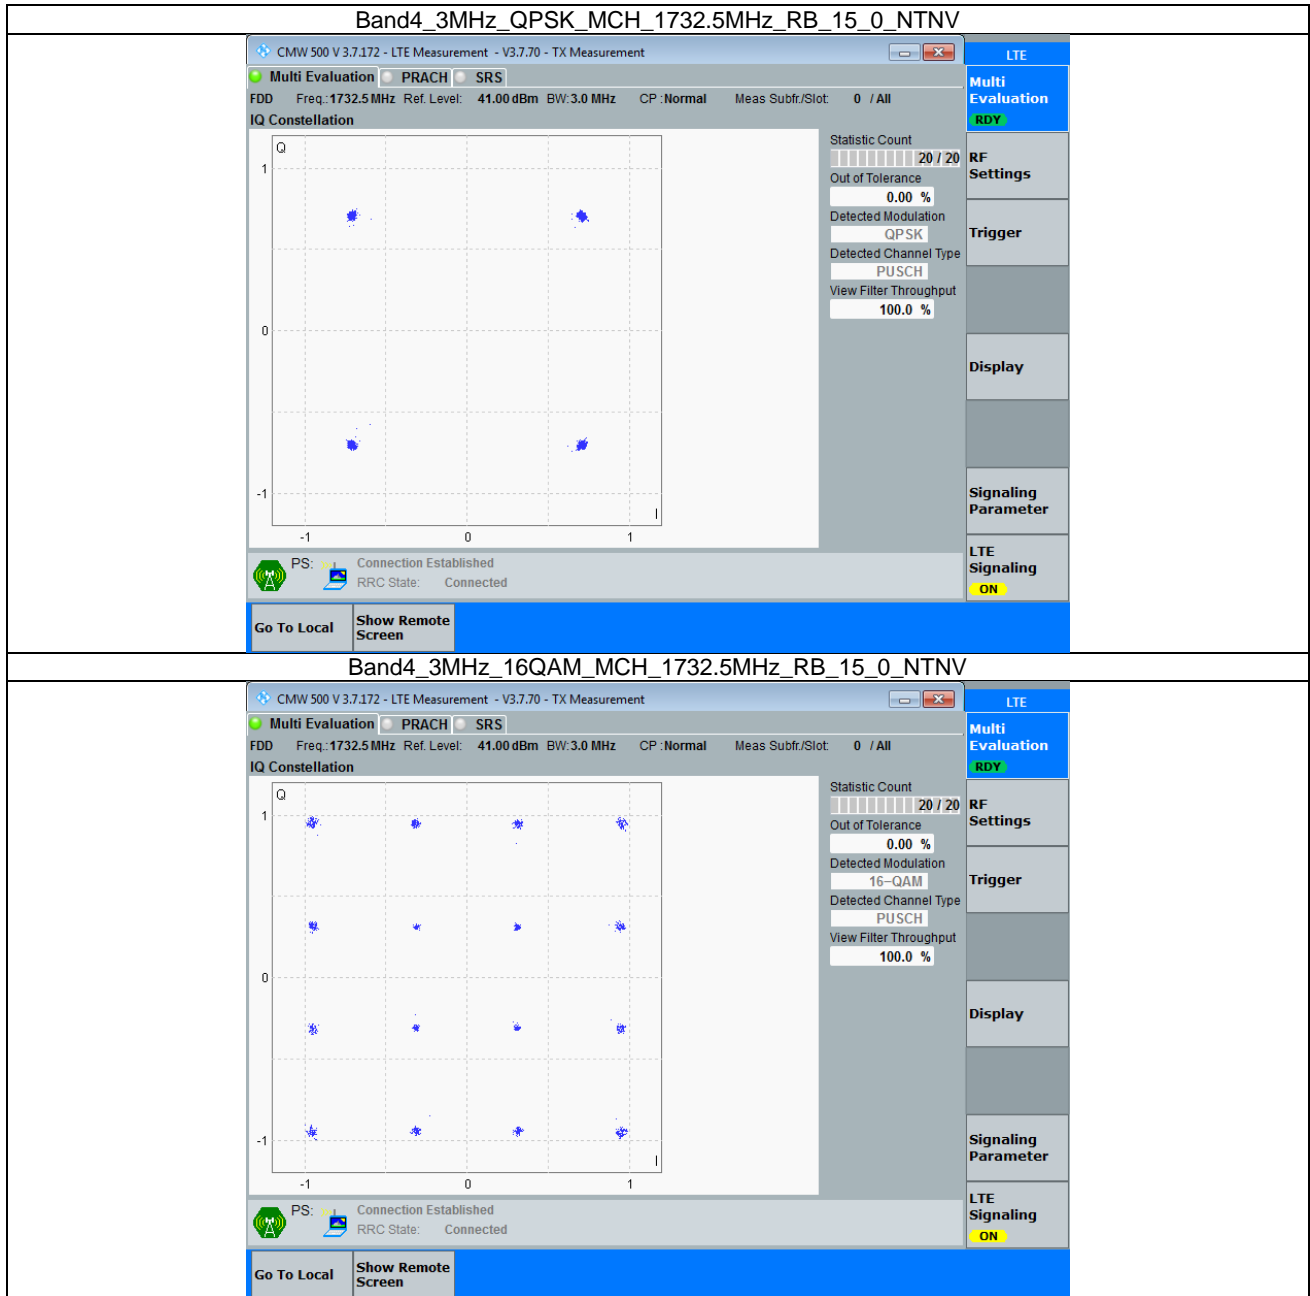 Band4_3MHz_QPSK_MCH_1732.5MHz_RB_15_0_NTNV
CMW 500 V 3.7.172 - LTE Measurement - V3.7.70 - TX Measurement
LTE
Multi Evaluation PRACH SRS
Multi
Evaluation
RDY
FDD Freq.:1732.5 MHz Ref. Level: 41.00 dBm BW:3.0 MHz CP :Normal Meas Subfr./Slot: 0 / All
IQ Constellation
Q
1
0
-1
-1 0 1
I
Statistic Count
20 / 20
Out of Tolerance
0.00 %
Detected Modulation
QPSK
Detected Channel Type
PUSCH
View Filter Throughput
100.0 %
RF
Settings
Trigger
Display
Signaling
Parameter
LTE
Signaling
ON
PS: Connection Established
RRC State: Connected
Go To Local
Show Remote
Screen
Band4_3MHz_16QAM_MCH_1732.5MHz_RB_15_0_NTNV
CMW 500 V 3.7.172 - LTE Measurement - V3.7.70 - TX Measurement
LTE
Multi Evaluation PRACH SRS
Multi
Evaluation
RDY
FDD Freq.:1732.5 MHz Ref. Level: 41.00 dBm BW:3.0 MHz CP :Normal Meas Subfr./Slot: 0 / All
IQ Constellation
Q
1
0
-1
-1 0 1
I
Statistic Count
20 / 20
Out of Tolerance
0.00 %
Detected Modulation
16-QAM
Detected Channel Type
PUSCH
View Filter Throughput
100.0 %
RF
Settings
Trigger
Display
Signaling
Parameter
LTE
Signaling
ON
PS: Connection Established
RRC State: Connected
Go To Local
Show Remote
Screen